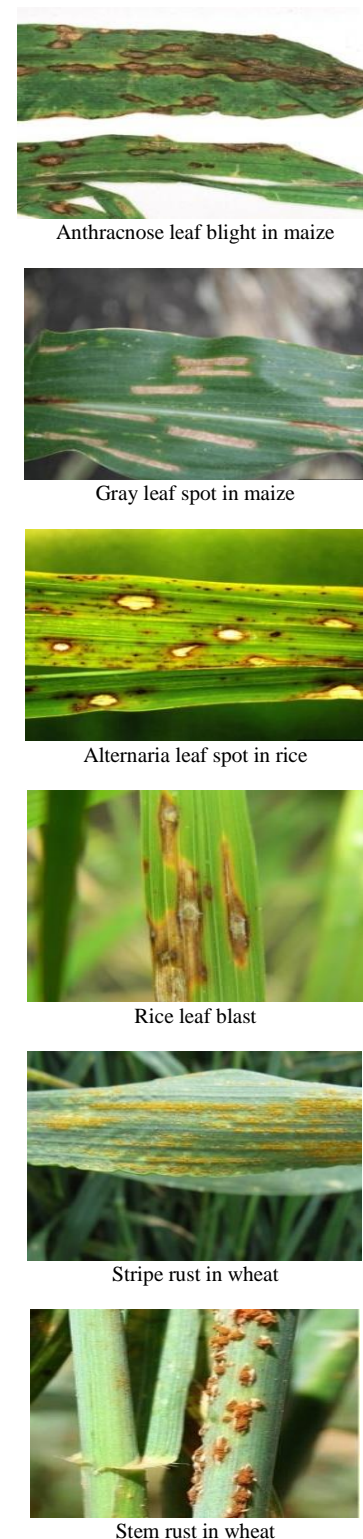 Anthracnose leaf blight in maize
Gray leaf spot in maize
Alternaria leaf spot in rice
Rice leaf blast
Stripe rust in wheat
Stem rust in wheat